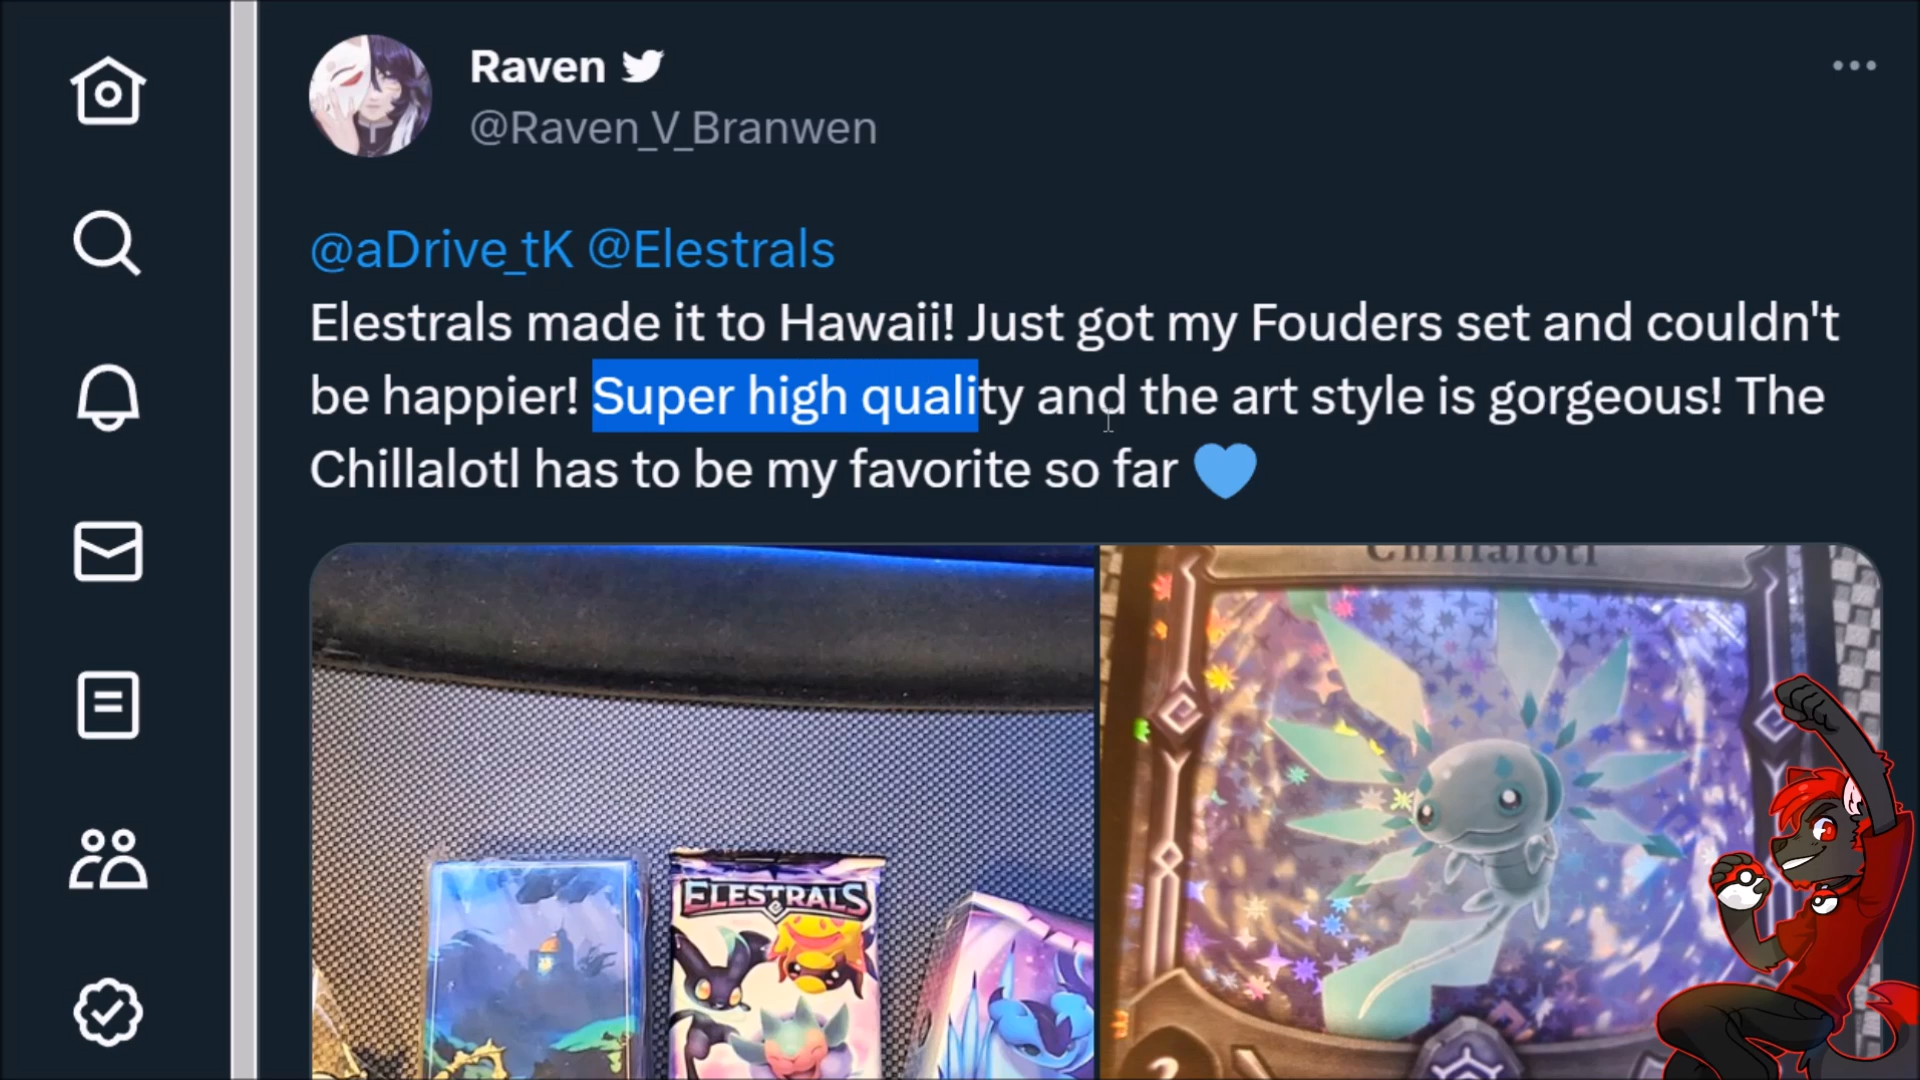 Raven
@Raven_V_Branwen
@aDrive_tK @Elestrals
Elestrals made it to Hawaii! Just got my Fouders set and couldn't
be happier! Super high quality and the art style is gorgeous! The
Chillalotl has to be my favorite so far
Chillalotl
ELESTRALS